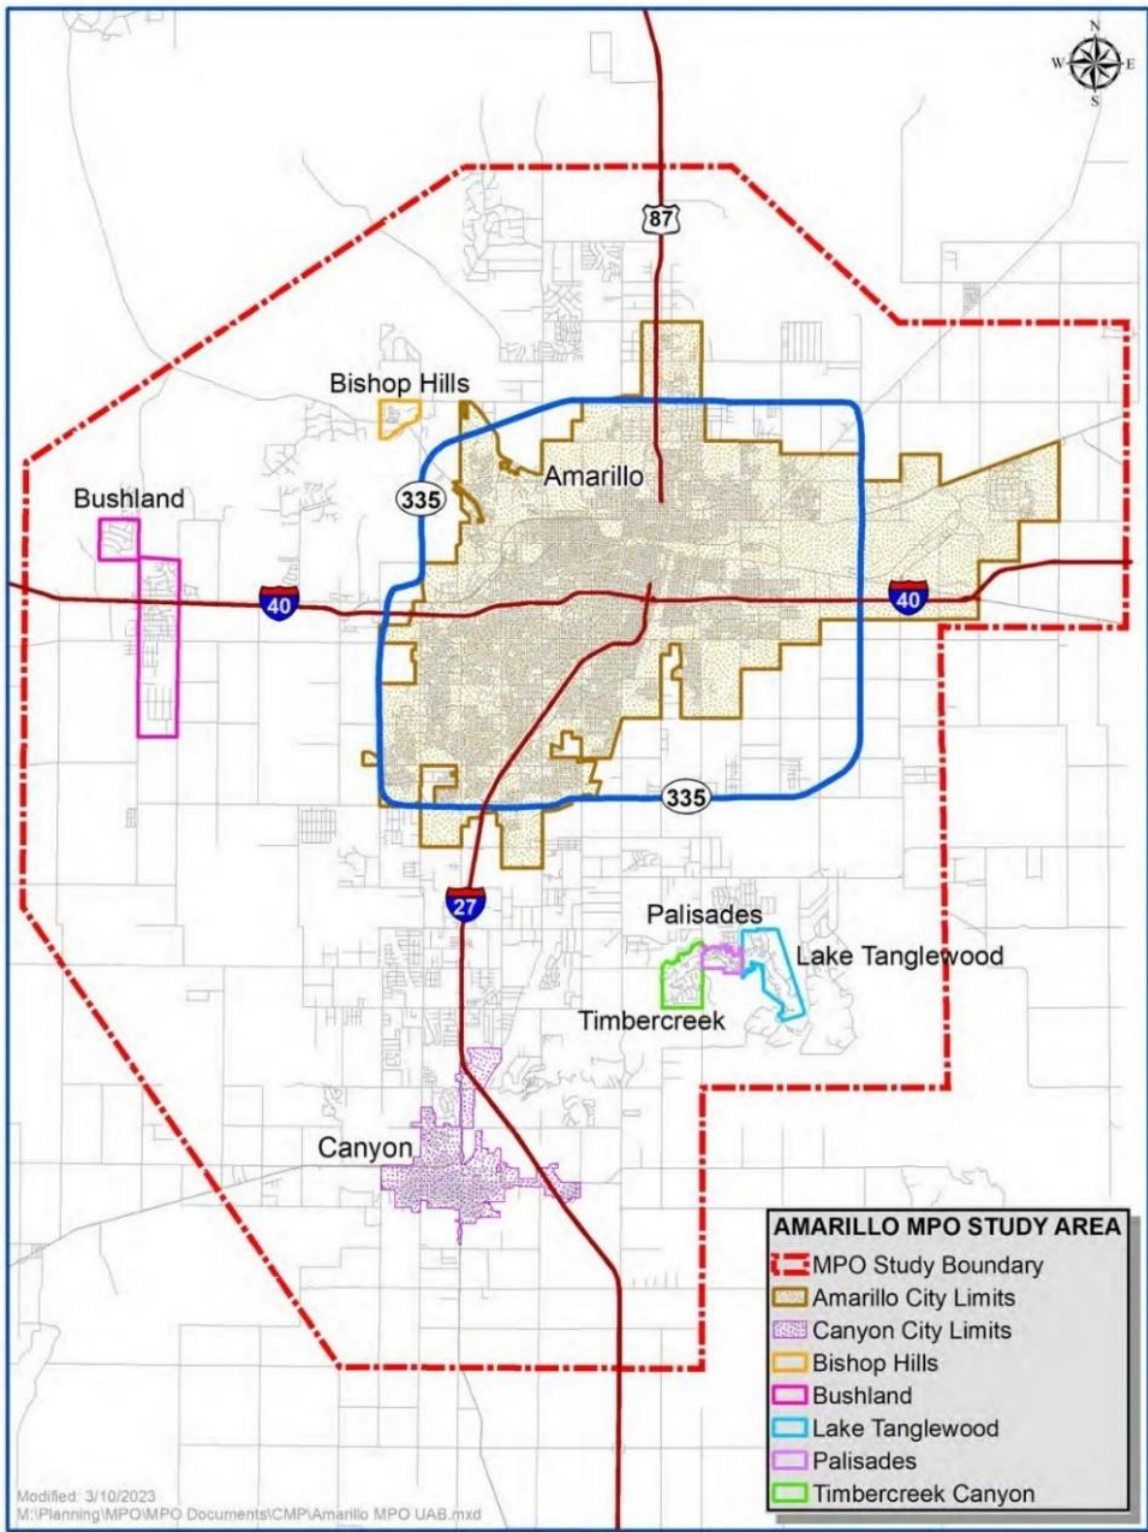 N
W E
S
87
Bishop Hills
Amarillo
335
Bushland
40
40
335
27
Palisades
Lake Tanglewood
Timbercreek
Canyon
AMARILLO MPO STUDY AREA
MPO Study Boundary
Amarillo City Limits
Canyon City Limits
Bishop Hills
Bushland
Lake Tanglewood
Palisades
Timbercreek Canyon
Modified: 3/10/2023
M:\Planning\MPO\MPO Documents\CMP\Amarillo MPO UAB.mxd